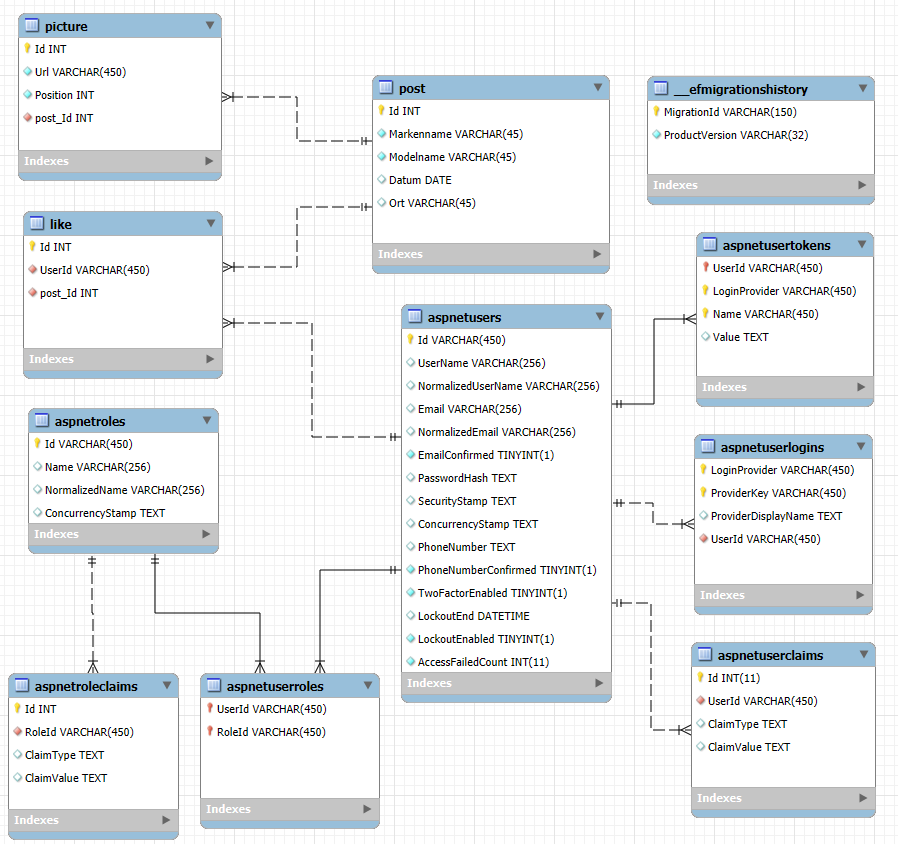 picture
Id INT
Url VARCHAR(450)
Position INT
post_Id INT
Indexes
post
Id INT
Markenname VARCHAR(45)
Modelname VARCHAR(45)
Datum DATE
Ort VARCHAR(45)
Indexes
__efmigrationshistory
MigrationId VARCHAR(150)
ProductVersion VARCHAR(32)
Indexes
like
Id INT
UserId VARCHAR(450)
post_Id INT
Indexes
aspnetusers
Id VARCHAR(450)
UserName VARCHAR(256)
NormalizedUserName VARCHAR(256)
Email VARCHAR(256)
NormalizedEmail VARCHAR(256)
EmailConfirmed TINYINT(1)
PasswordHash TEXT
SecurityStamp TEXT
ConcurrencyStamp TEXT
PhoneNumber TEXT
PhoneNumberConfirmed TINYINT(1)
TwoFactorEnabled TINYINT(1)
LockoutEnd DATETIME
LockoutEnabled TINYINT(1)
AccessFailedCount INT(11)
Indexes
aspnetusertokens
UserId VARCHAR(450)
LoginProvider VARCHAR(450)
Name VARCHAR(450)
Value TEXT
Indexes
aspnetroles
Id VARCHAR(450)
Name VARCHAR(256)
NormalizedName VARCHAR(256)
ConcurrencyStamp TEXT
Indexes
aspnetuserlogins
LoginProvider VARCHAR(450)
ProviderKey VARCHAR(450)
ProviderDisplayName TEXT
UserId VARCHAR(450)
Indexes
aspnetroleclaims
Id INT
RoleId VARCHAR(450)
ClaimType TEXT
ClaimValue TEXT
Indexes
aspnetuserroles
UserId VARCHAR(450)
RoleId VARCHAR(450)
Indexes
aspnetuserclaims
Id INT(11)
UserId VARCHAR(450)
ClaimType TEXT
ClaimValue TEXT
Indexes